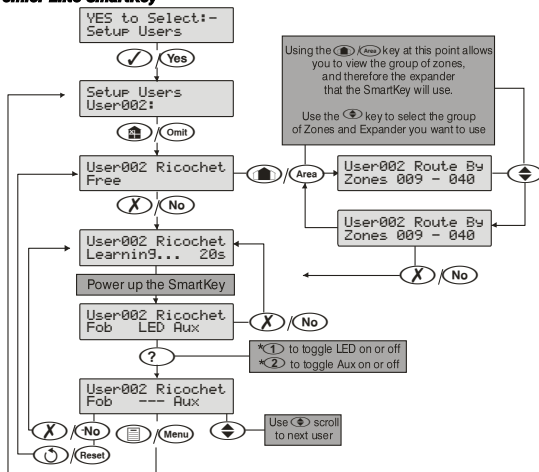 Premier Elite SmartKey
YES to Select:-
Setup Users
Yes
Setup Users
User002:
Omit
User002 Ricochet
Free
X
No
User002 Ricochet
Learning... 20s
Power up the SmartKey
User002 Ricochet
Fob LED Aux
?
User002 Ricochet
Fob --- Aux
X
No
Reset
Menu
Use scroll
to next user
X
No
*1 to toggle LED on or off
*2 to toggle Aux on or off
Using the / Area key at this point allows
you to view the group of zones,
and therefore the expander
that the SmartKey will use.
Use the key to select the group
of Zones and Expander you want to use
Area
User002 Route By
Zones 009 - 040
User002 Route By
Zones 009 - 040
X
No